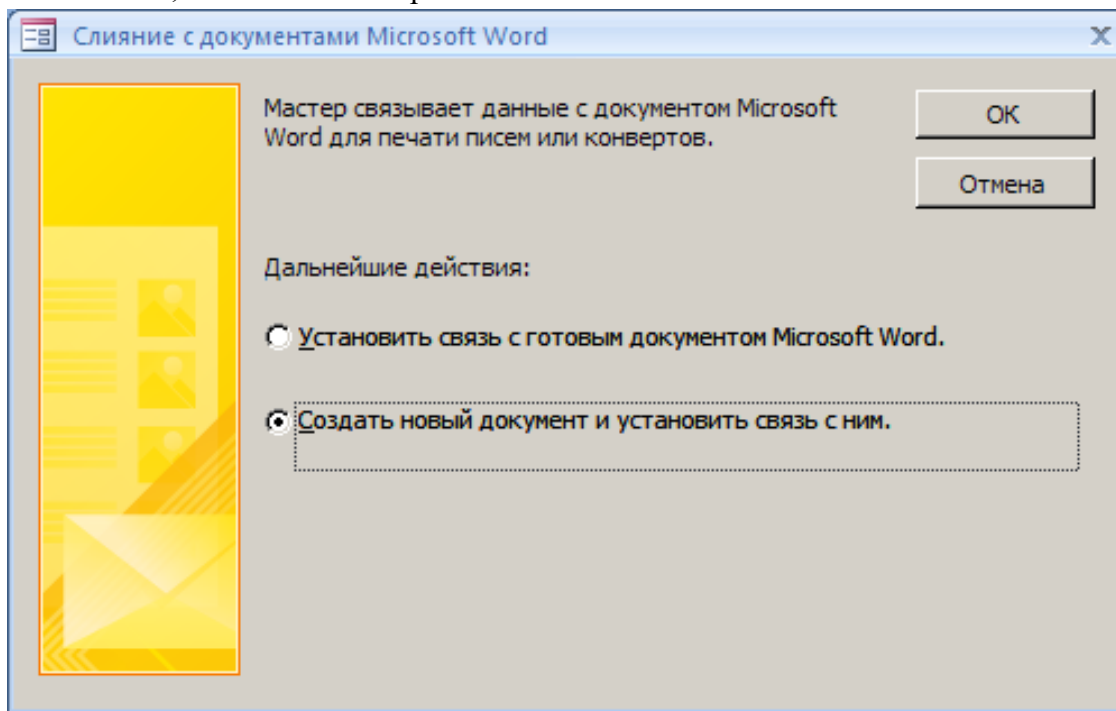 Слияние с документами Microsoft Word
Мастер связывает данные с документом Microsoft
Word для печати писем или конвертов.
OK
Отмена
Дальнейшие действия:
Установить связь с готовым документом Microsoft Word.
Создать новый документ и установить связь с ним.